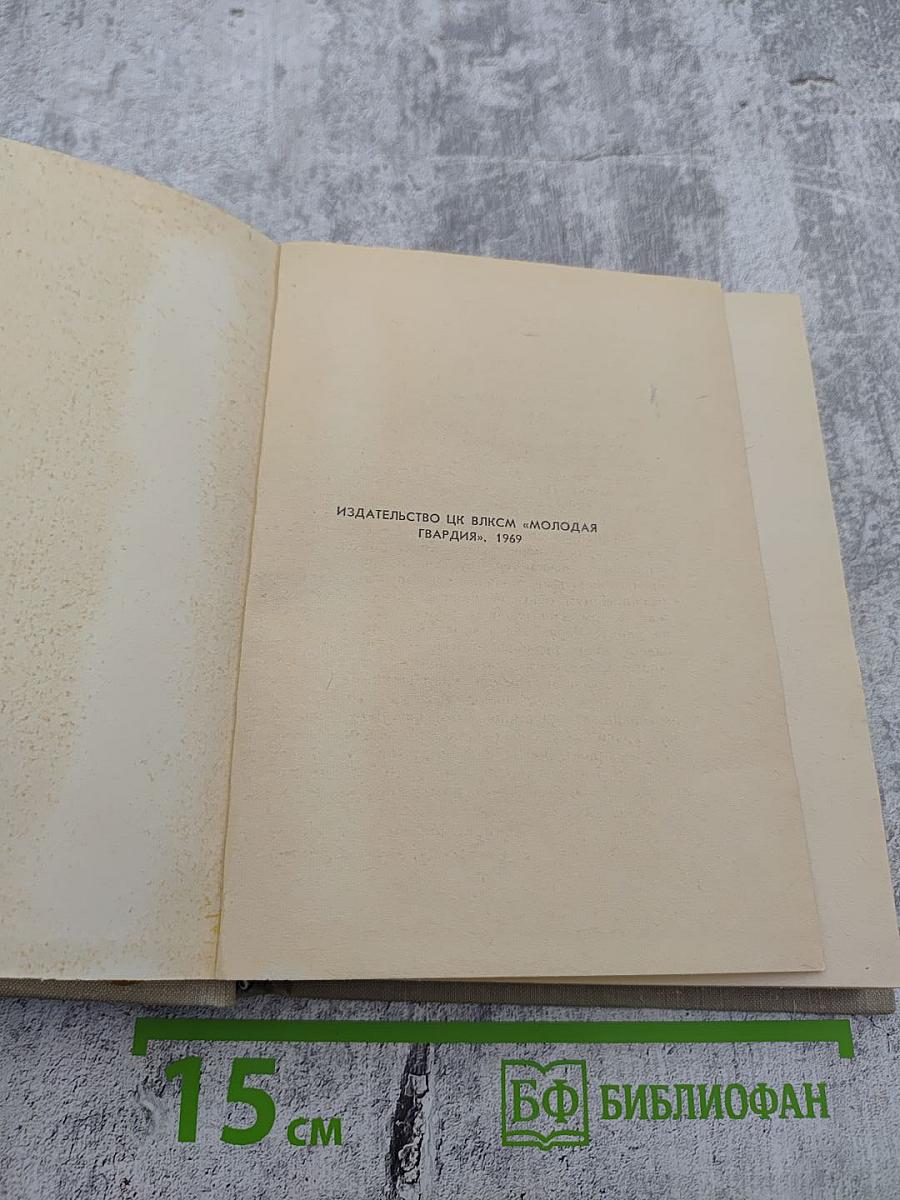 ИЗДАТЕЛЬСТВО ЦК ВЛКСМ «МОЛОДАЯ
ГВАРДИЯ», 1969
15 см
БФ БИБЛИОФАН